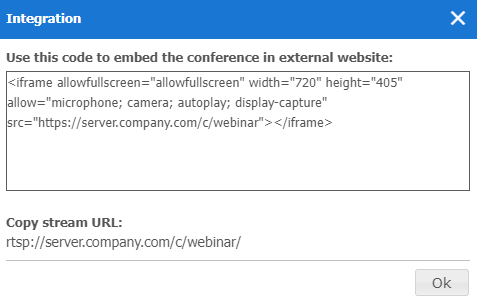 Integration
Use this code to embed the conference in external website:
<iframe allowfullscreen="allowfullscreen" width="720" height="405"
allow="microphone; camera; autoplay; display-capture"
src="https://server.company.com/c/webinar"></iframe>
Copy stream URL:
rtsp://server.company.com/c/webinar/
Ok